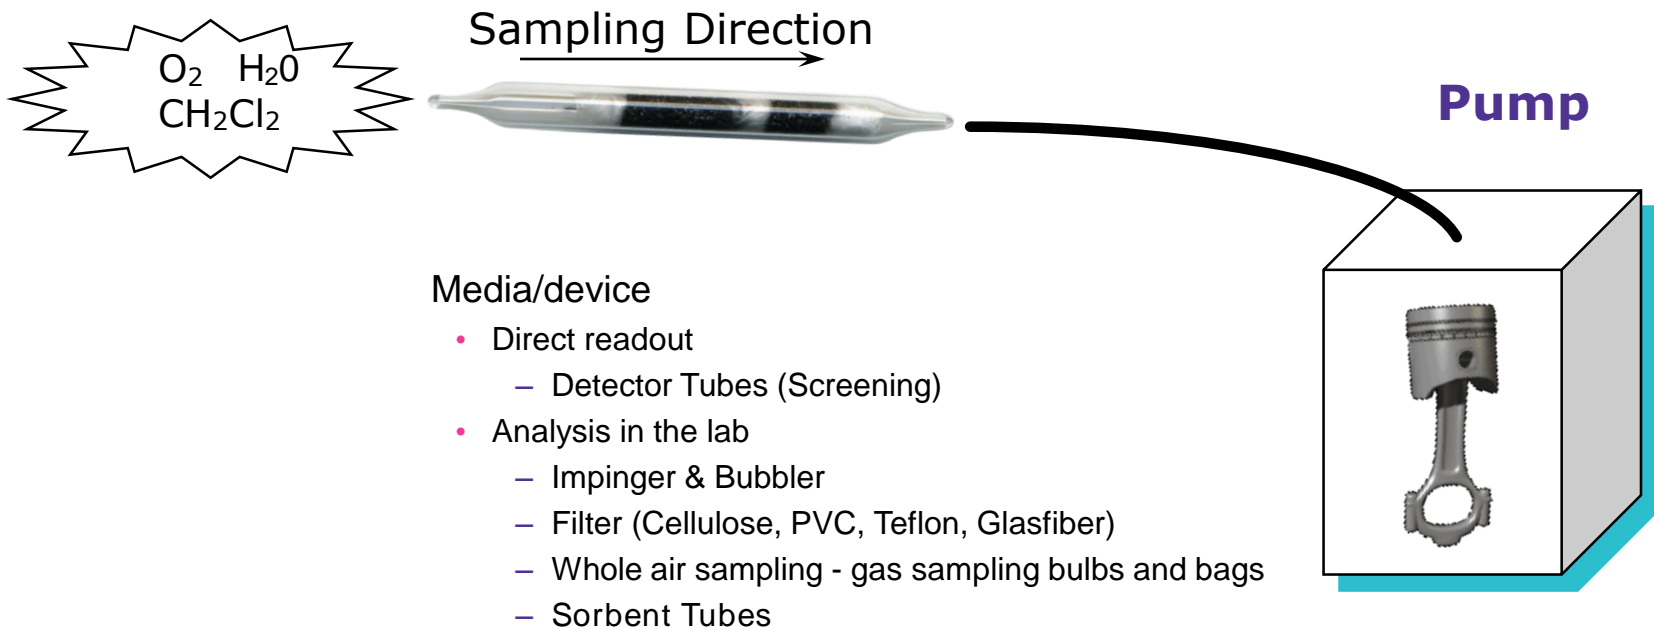 Sampling Direction
O2 H20
CH2Cl2
Pump
Media/device
• Direct readout
– Detector Tubes (Screening)
• Analysis in the lab
– Impinger & Bubbler
– Filter (Cellulose, PVC, Teflon, Glasfiber)
– Whole air sampling - gas sampling bulbs and bags
– Sorbent Tubes